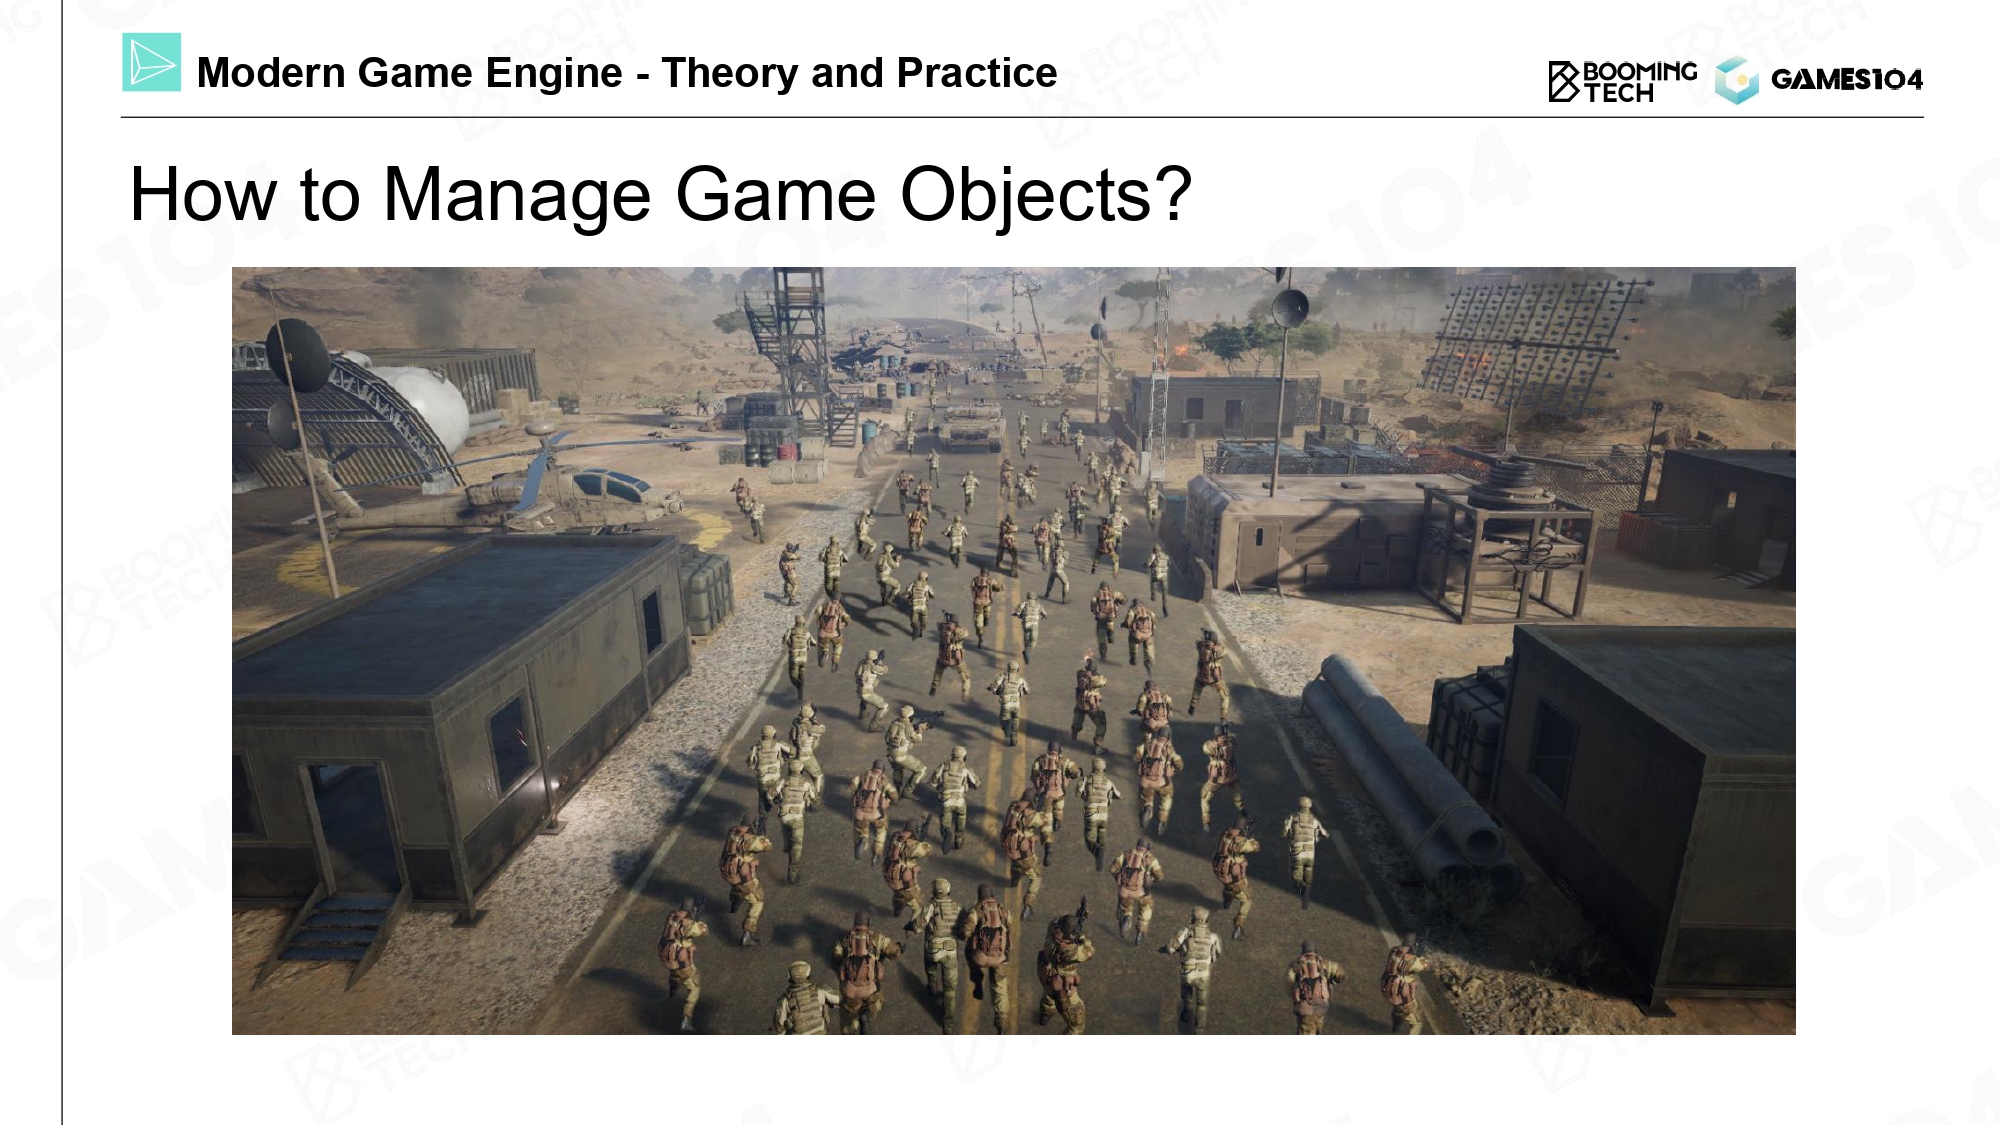 Modern Game Engine - Theory and Practice
BOOMING
TECH
GAMES104
How to Manage Game Objects?